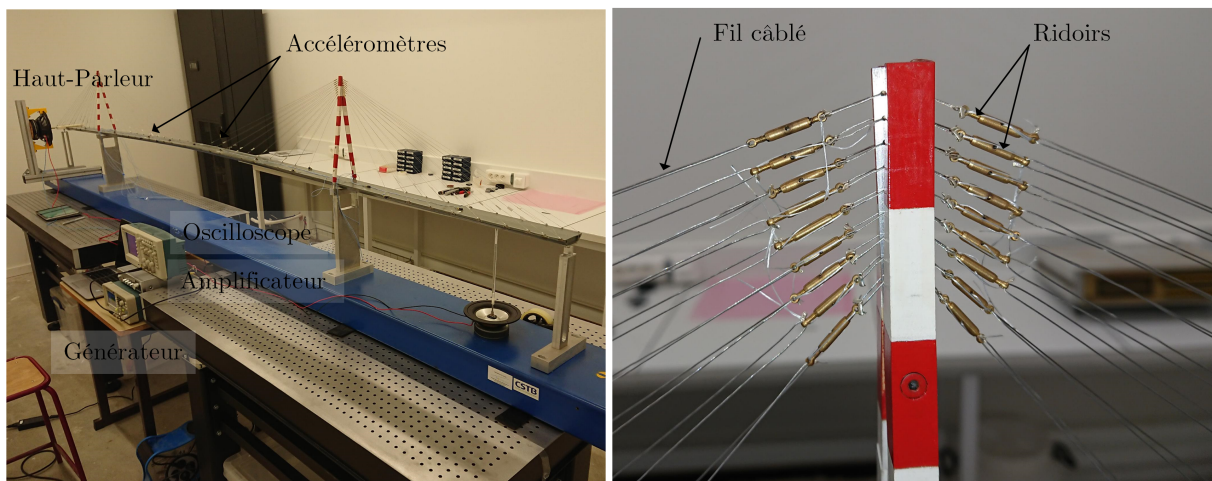 Accéléromètres
Haut-Parleur
Oscilloscope
Amplificateur
Générateur
CSTB
Fil câblé
Ridoirs